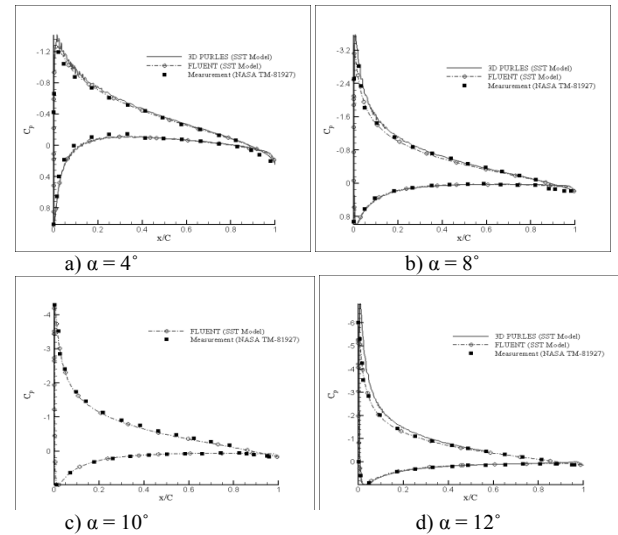 -1.2
-0.8
-0.4
0
0.4
0.8
Cp
0
0.2
0.4
0.6
0.8
1
x/C
3D PURLES (SST Model)
FLUENT (SST Model)
Mearurement (NASA TM-81927)
a) α = 4˚
-3.2
-2.4
-1.6
-0.8
0
0.8
Cp
0
0.2
0.4
0.6
0.8
1
x/C
3D PURLES (SST Model)
FLUENT (SST Model)
Mearurement (NASA TM-81927)
b) α = 8˚
-4
-3
-2
-1
0
Cp
0
0.2
0.4
0.6
0.8
1
x/C
FLUENT (SST Model)
Mearurement (NASA TM-81927)
c) α = 10˚
-6
-5
-4
-3
-2
-1
0
Cp
0
0.2
0.4
0.6
0.8
1
x/C
3D PURLES (SST Model)
FLUENT (SST Model)
Mearurement (NASA TM-81927)
d) α = 12˚